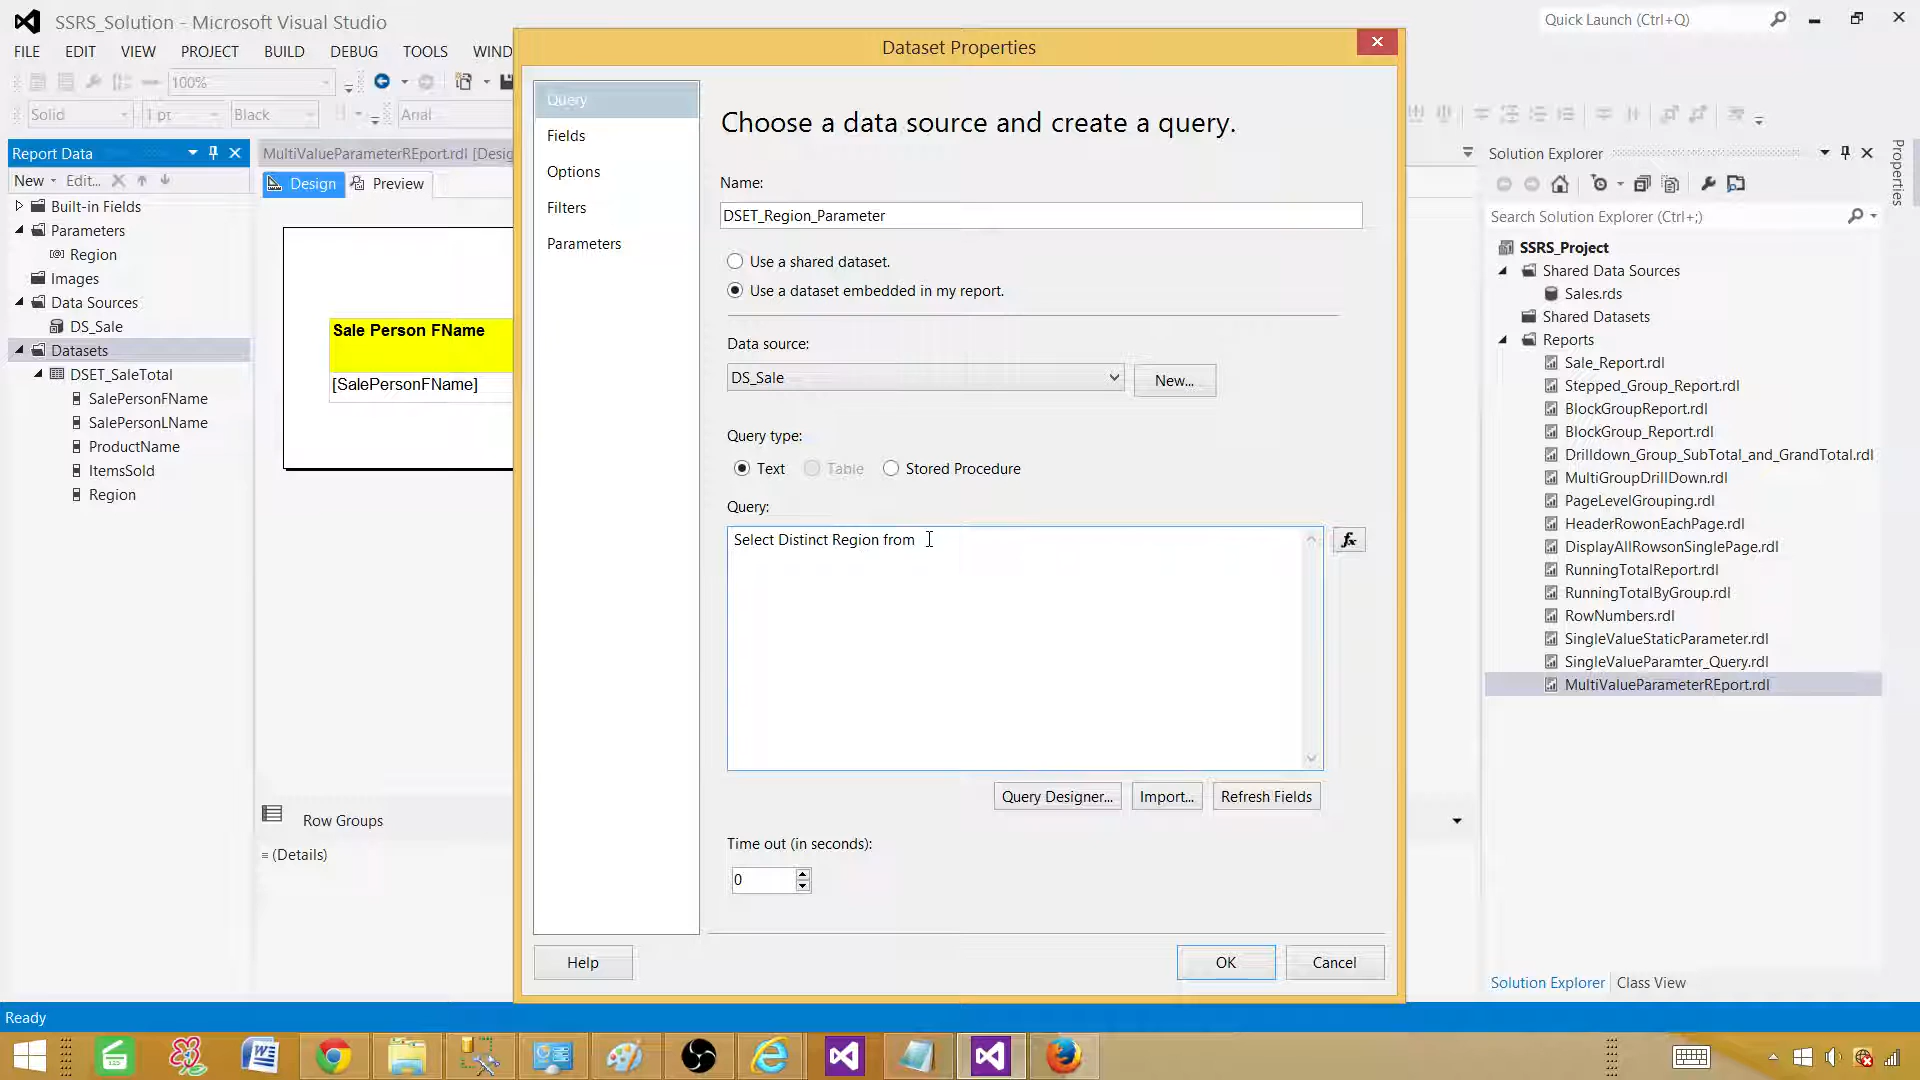 SSRS_Solution - Microsoft Visual Studio
Quick Launch (Ctrl+Q)
FILE EDIT VIEW PROJECT BUILD DEBUG TOOLS WIND
100%
Solid 1 pt Black Arial
Report Data
New Edit...
Built-in Fields
Parameters
Region
Images
Data Sources
DS_Sale
Datasets
DSET_SaleTotal
SalePersonFName
SalePersonLName
ProductName
ItemsSold
Region
MultiValueParameterREport.rdl [Desig
Design Preview
Sale Person FName
[SalePersonFName]
Row Groups
(Details)
Dataset Properties
Query
Fields
Options
Filters
Parameters
Choose a data source and create a query.
Name:
DSET_Region_Parameter
Use a shared dataset.
Use a dataset embedded in my report.
Data source:
DS_Sale
New...
Query type:
Text Table Stored Procedure
Query:
Select Distinct Region from
fx
Query Designer... Import... Refresh Fields
Time out (in seconds):
0
Help OK Cancel
Solution Explorer
Search Solution Explorer (Ctrl+;)
SSRS_Project
Shared Data Sources
Sales.rds
Shared Datasets
Reports
Sale_Report.rdl
Stepped_Group_Report.rdl
BlockGroupReport.rdl
BlockGroup_Report.rdl
Drilldown_Group_SubTotal_and_GrandTotal.rdl
MultiGroupDrillDown.rdl
PageLevelGrouping.rdl
HeaderRowonEachPage.rdl
DisplayAllRowsonSinglePage.rdl
RunningTotalReport.rdl
RunningTotalByGroup.rdl
RowNumbers.rdl
SingleValueStaticParameter.rdl
SingleValueParamter_Query.rdl
MultiValueParameterREport.rdl
Solution Explorer Class View
Properties
Ready